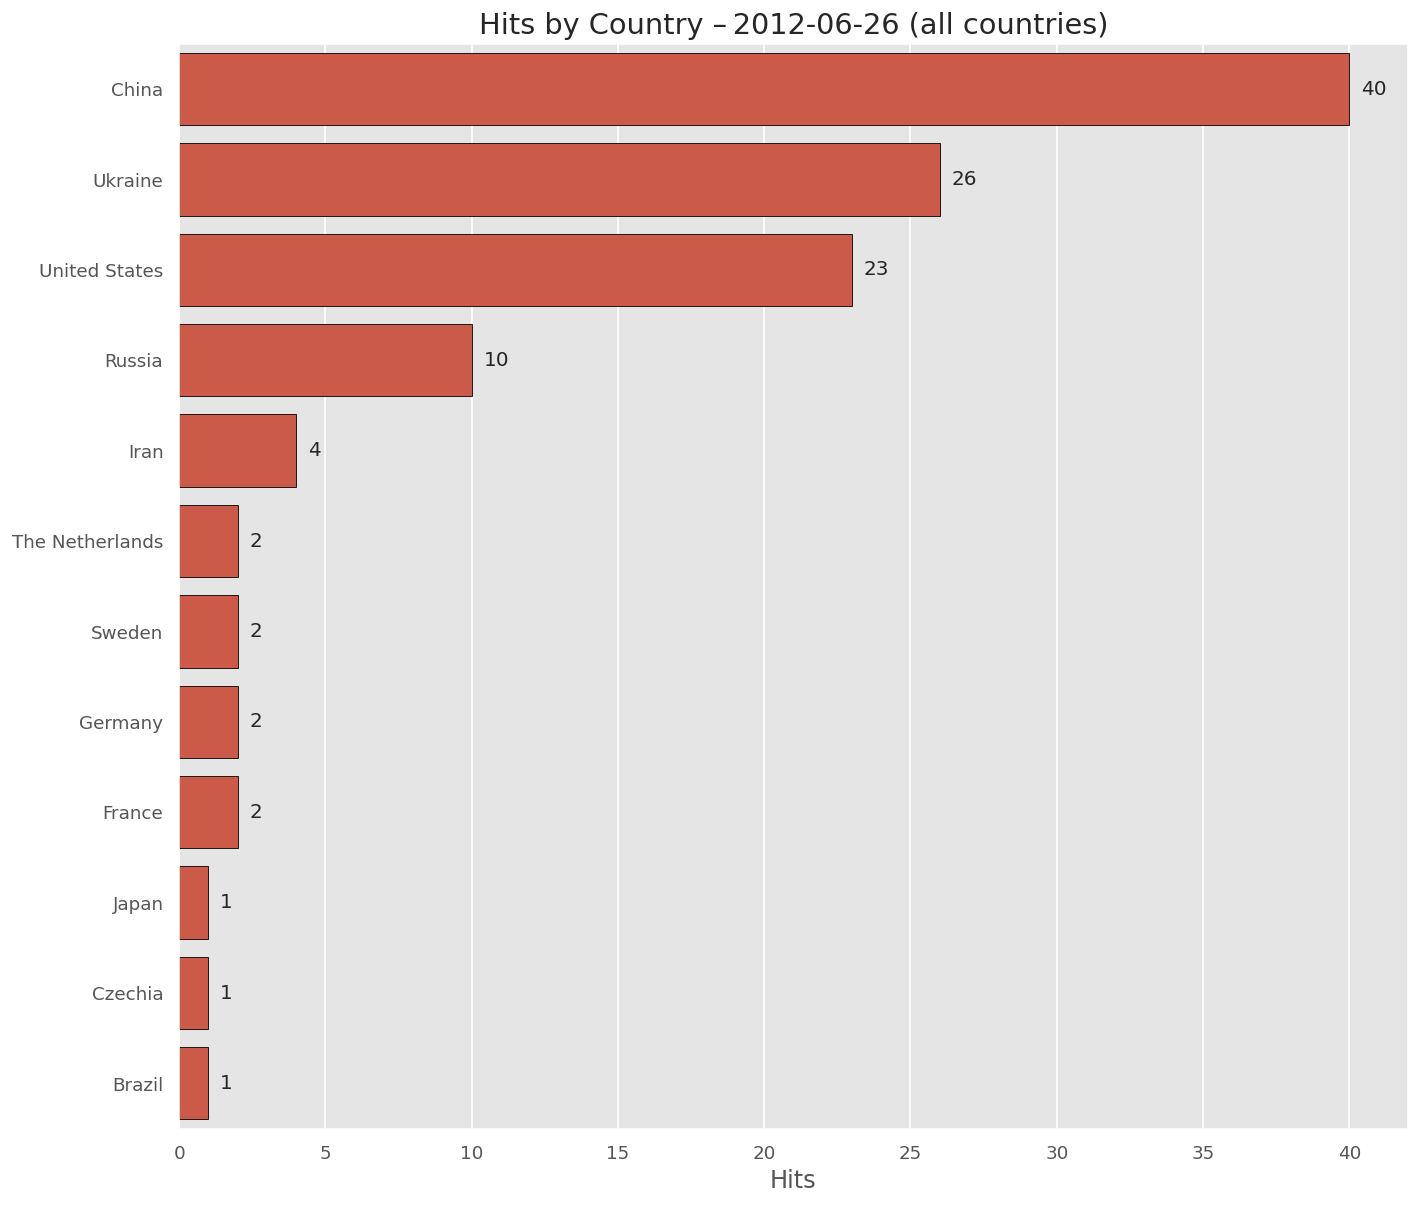 Hits by Country – 2012-06-26 (all countries)
China 40
Ukraine 26
United States 23
Russia 10
Iran 4
The Netherlands 2
Sweden 2
Germany 2
France 2
Japan 1
Czechia 1
Brazil 1
0 5 10 15 20 25 30 35 40
Hits